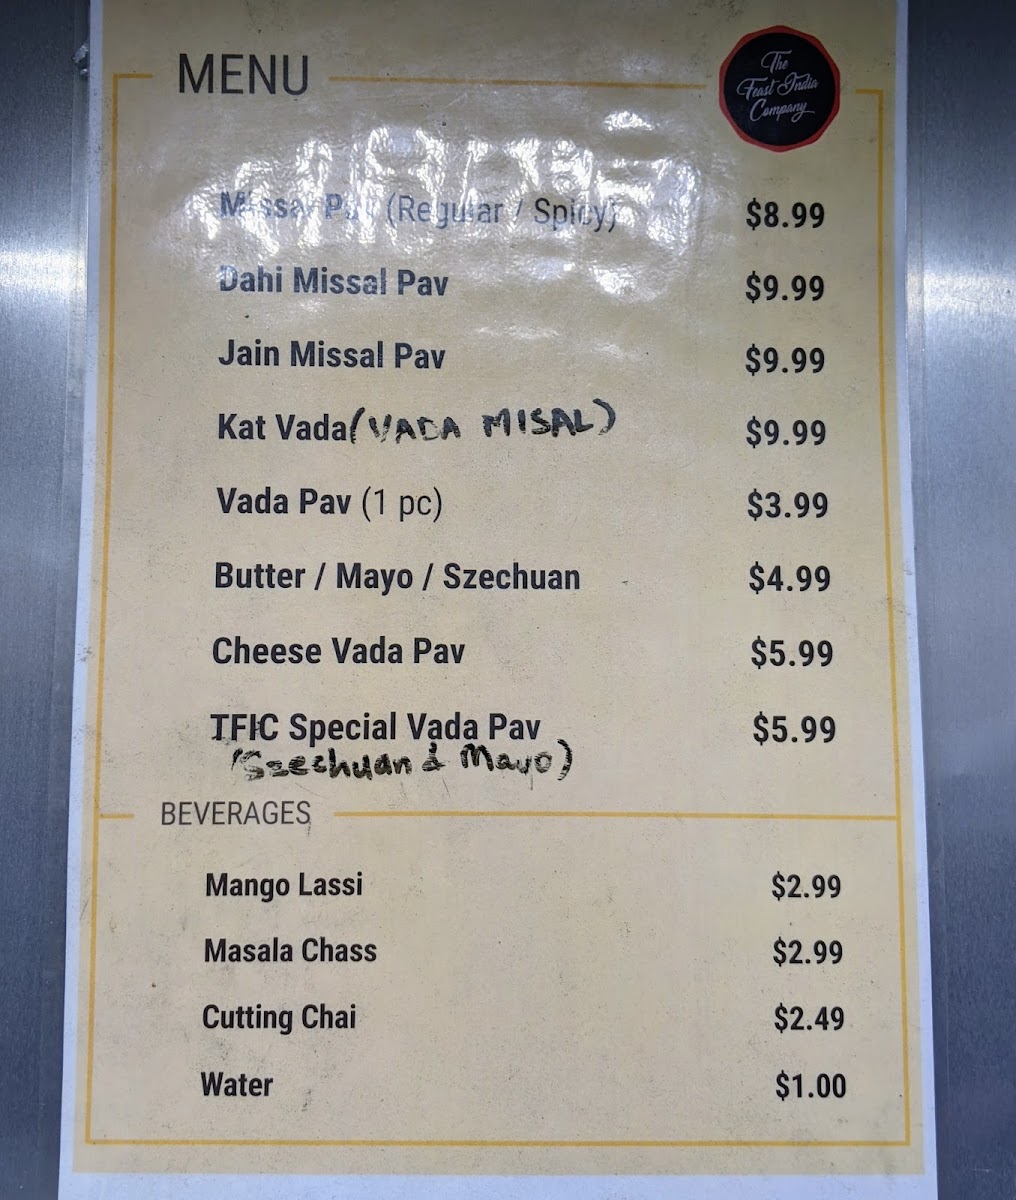 MENU
The
Feast India
Company
Missal Pav (Regular / Spicy) $8.99
Dahi Missal Pav $9.99
Jain Missal Pav $9.99
Kat Vada (VADA MISAL) $9.99
Vada Pav (1 pc) $3.99
Butter / Mayo / Szechuan $4.99
Cheese Vada Pav $5.99
TFIC Special Vada Pav $5.99
(Szechuan & Mayo)
BEVERAGES
Mango Lassi $2.99
Masala Chass $2.99
Cutting Chai $2.49
Water $1.00